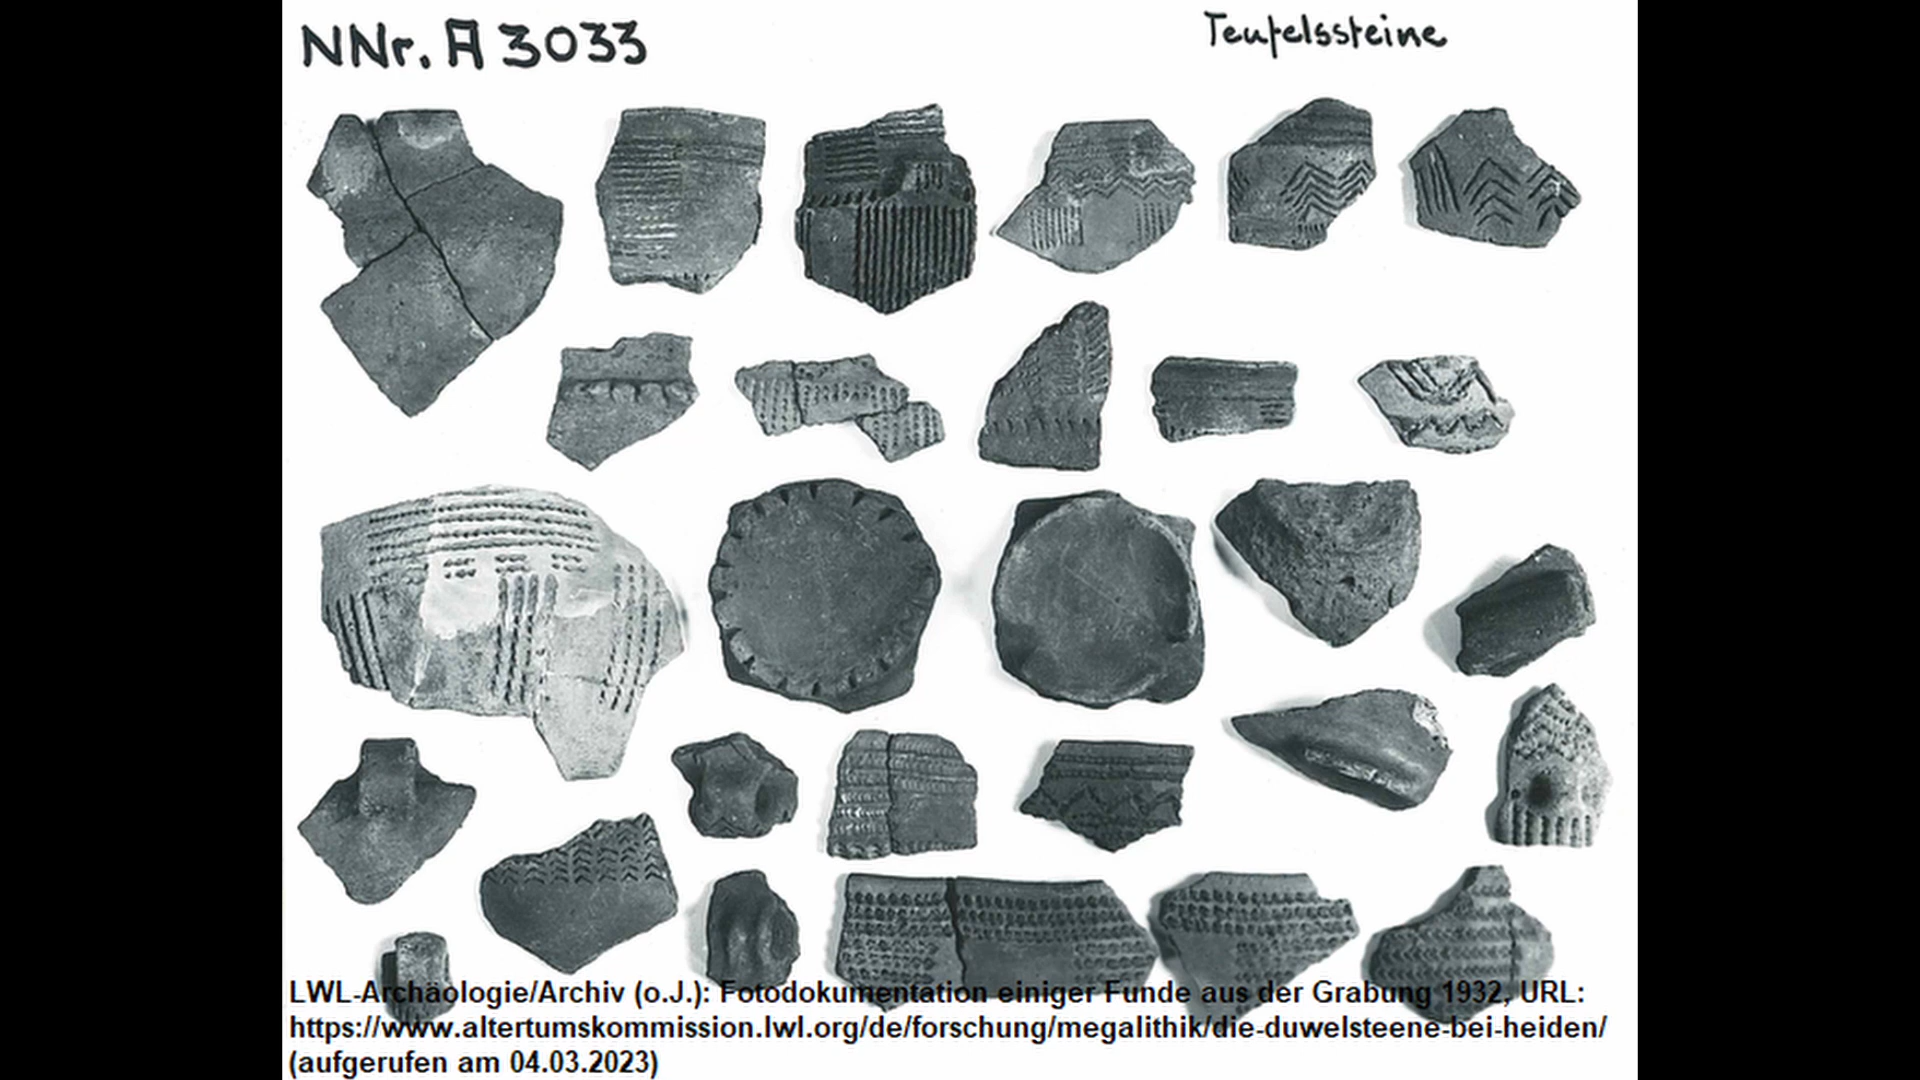 NNr. A 3033
Teufelssteine
LWL-Archäologie/Archiv (o.J.): Fotodokumentation einiger Funde aus der Grabung 1932, URL:
https://www.altertumskommission.lwl.org/de/forschung/megalithik/die-duwelsteene-bei-heiden/
(aufgerufen am 04.03.2023)